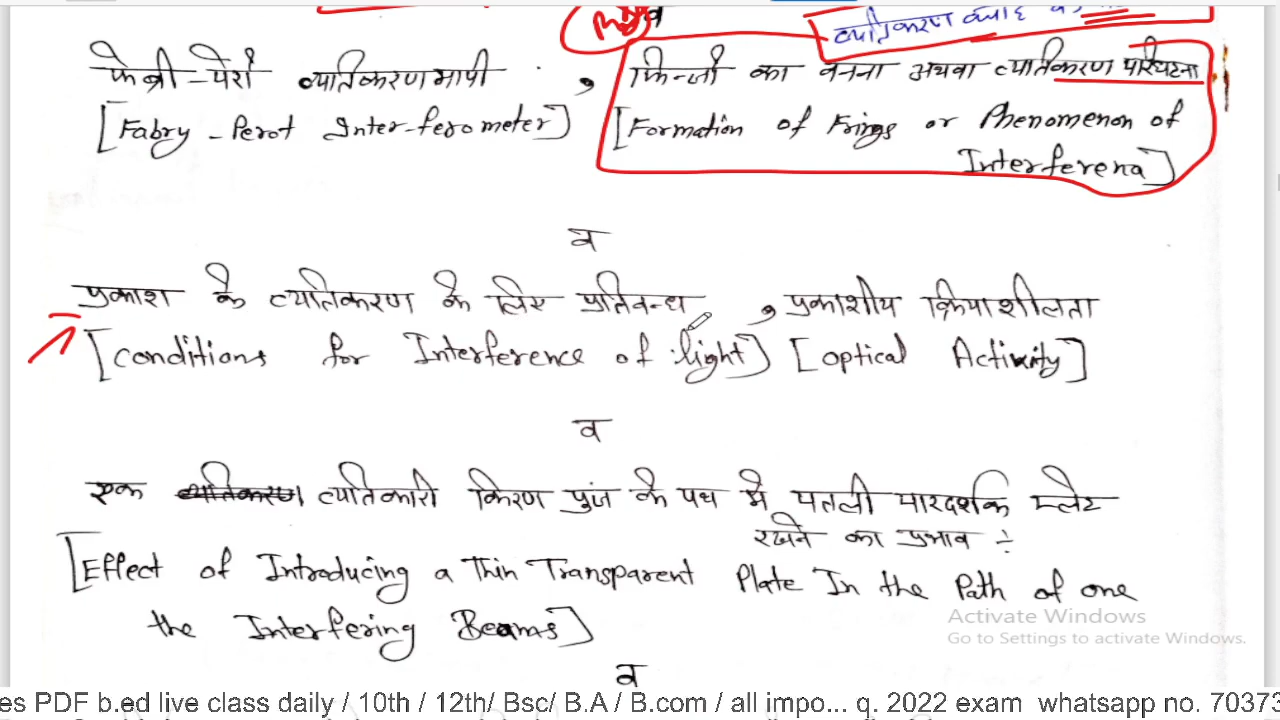 व
व्यतिकरण
फेब्री-पेरौ व्यतिकरणमापी , फ्रिन्जों का बनना अथवा व्यतिकरण परिघटना
[Fabry-Perot Inter-ferometer] [Formation of Frings or Phenomenon of
Interferena]
व
प्रकाश के व्यतिकरण के लिए प्रतिबन्ध , प्रकाशीय क्रियाशीलता
[Conditions for Interference of light] [Optical Activity]
व
एक व्यतिकरण व्यतिकारी किरण पुंज के पथ में पतली पारदर्शक प्लेट
रखने का प्रभाव ÷
[Effect of Introducing a Thin Transparent Plate In the Path of one
the Interfering Beams]
Activate Windows
Go to Settings to activate Windows.
व
es PDF b.ed live class daily / 10th / 12th/ Bsc/ B.A / B.com / all impo... q. 2022 exam whatsapp no. 70373